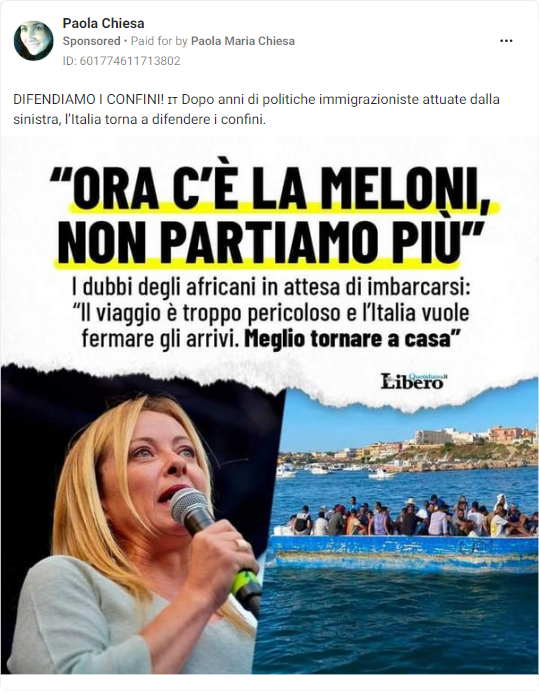 Paola Chiesa
Sponsored • Paid for by Paola Maria Chiesa
ID: 601774611713802
DIFENDIAMO I CONFINI! IT Dopo anni di politiche immigrazioniste attuate dalla
sinistra, l'Italia torna a difendere i confini.
“ORA C'È LA MELONI,
NON PARTIAMO PIÙ”
I dubbi degli africani in attesa di imbarcarsi:
“Il viaggio è troppo pericoloso e l'Italia vuole
fermare gli arrivi. Meglio tornare a casa”
Quotidiano.it
Libero